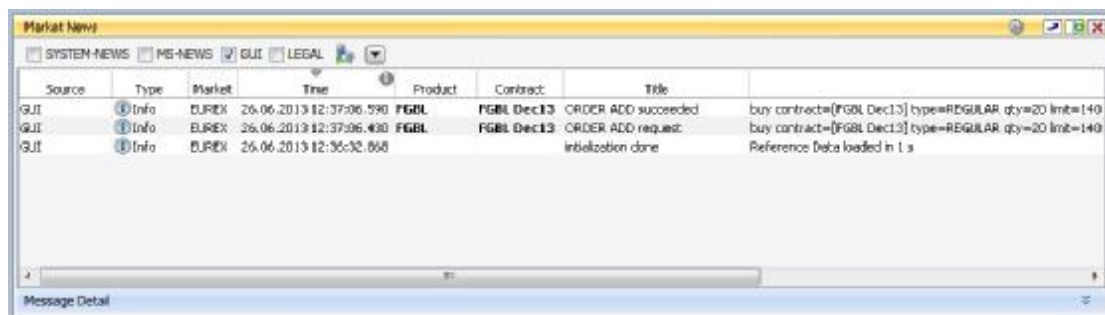 Market News
SYSTEM-NEWS MS-NEWS GUI LEGAL
Source Type Market Time Product Contract Title
GUI Info EUREX 26.06.2013 12:37:06.590 FGBL FGBL Dec13 ORDER ADD succeeded buy contract=[FGBL Dec13] type=REGULAR qty=20 limit=140
GUI Info EUREX 26.06.2013 12:37:06.430 FGBL FGBL Dec13 ORDER ADD request buy contract=[FGBL Dec13] type=REGULAR qty=20 limit=140
GUI Info EUREX 26.06.2013 12:36:32.868 intialization done Reference Data loaded in 1 s
Message Detail